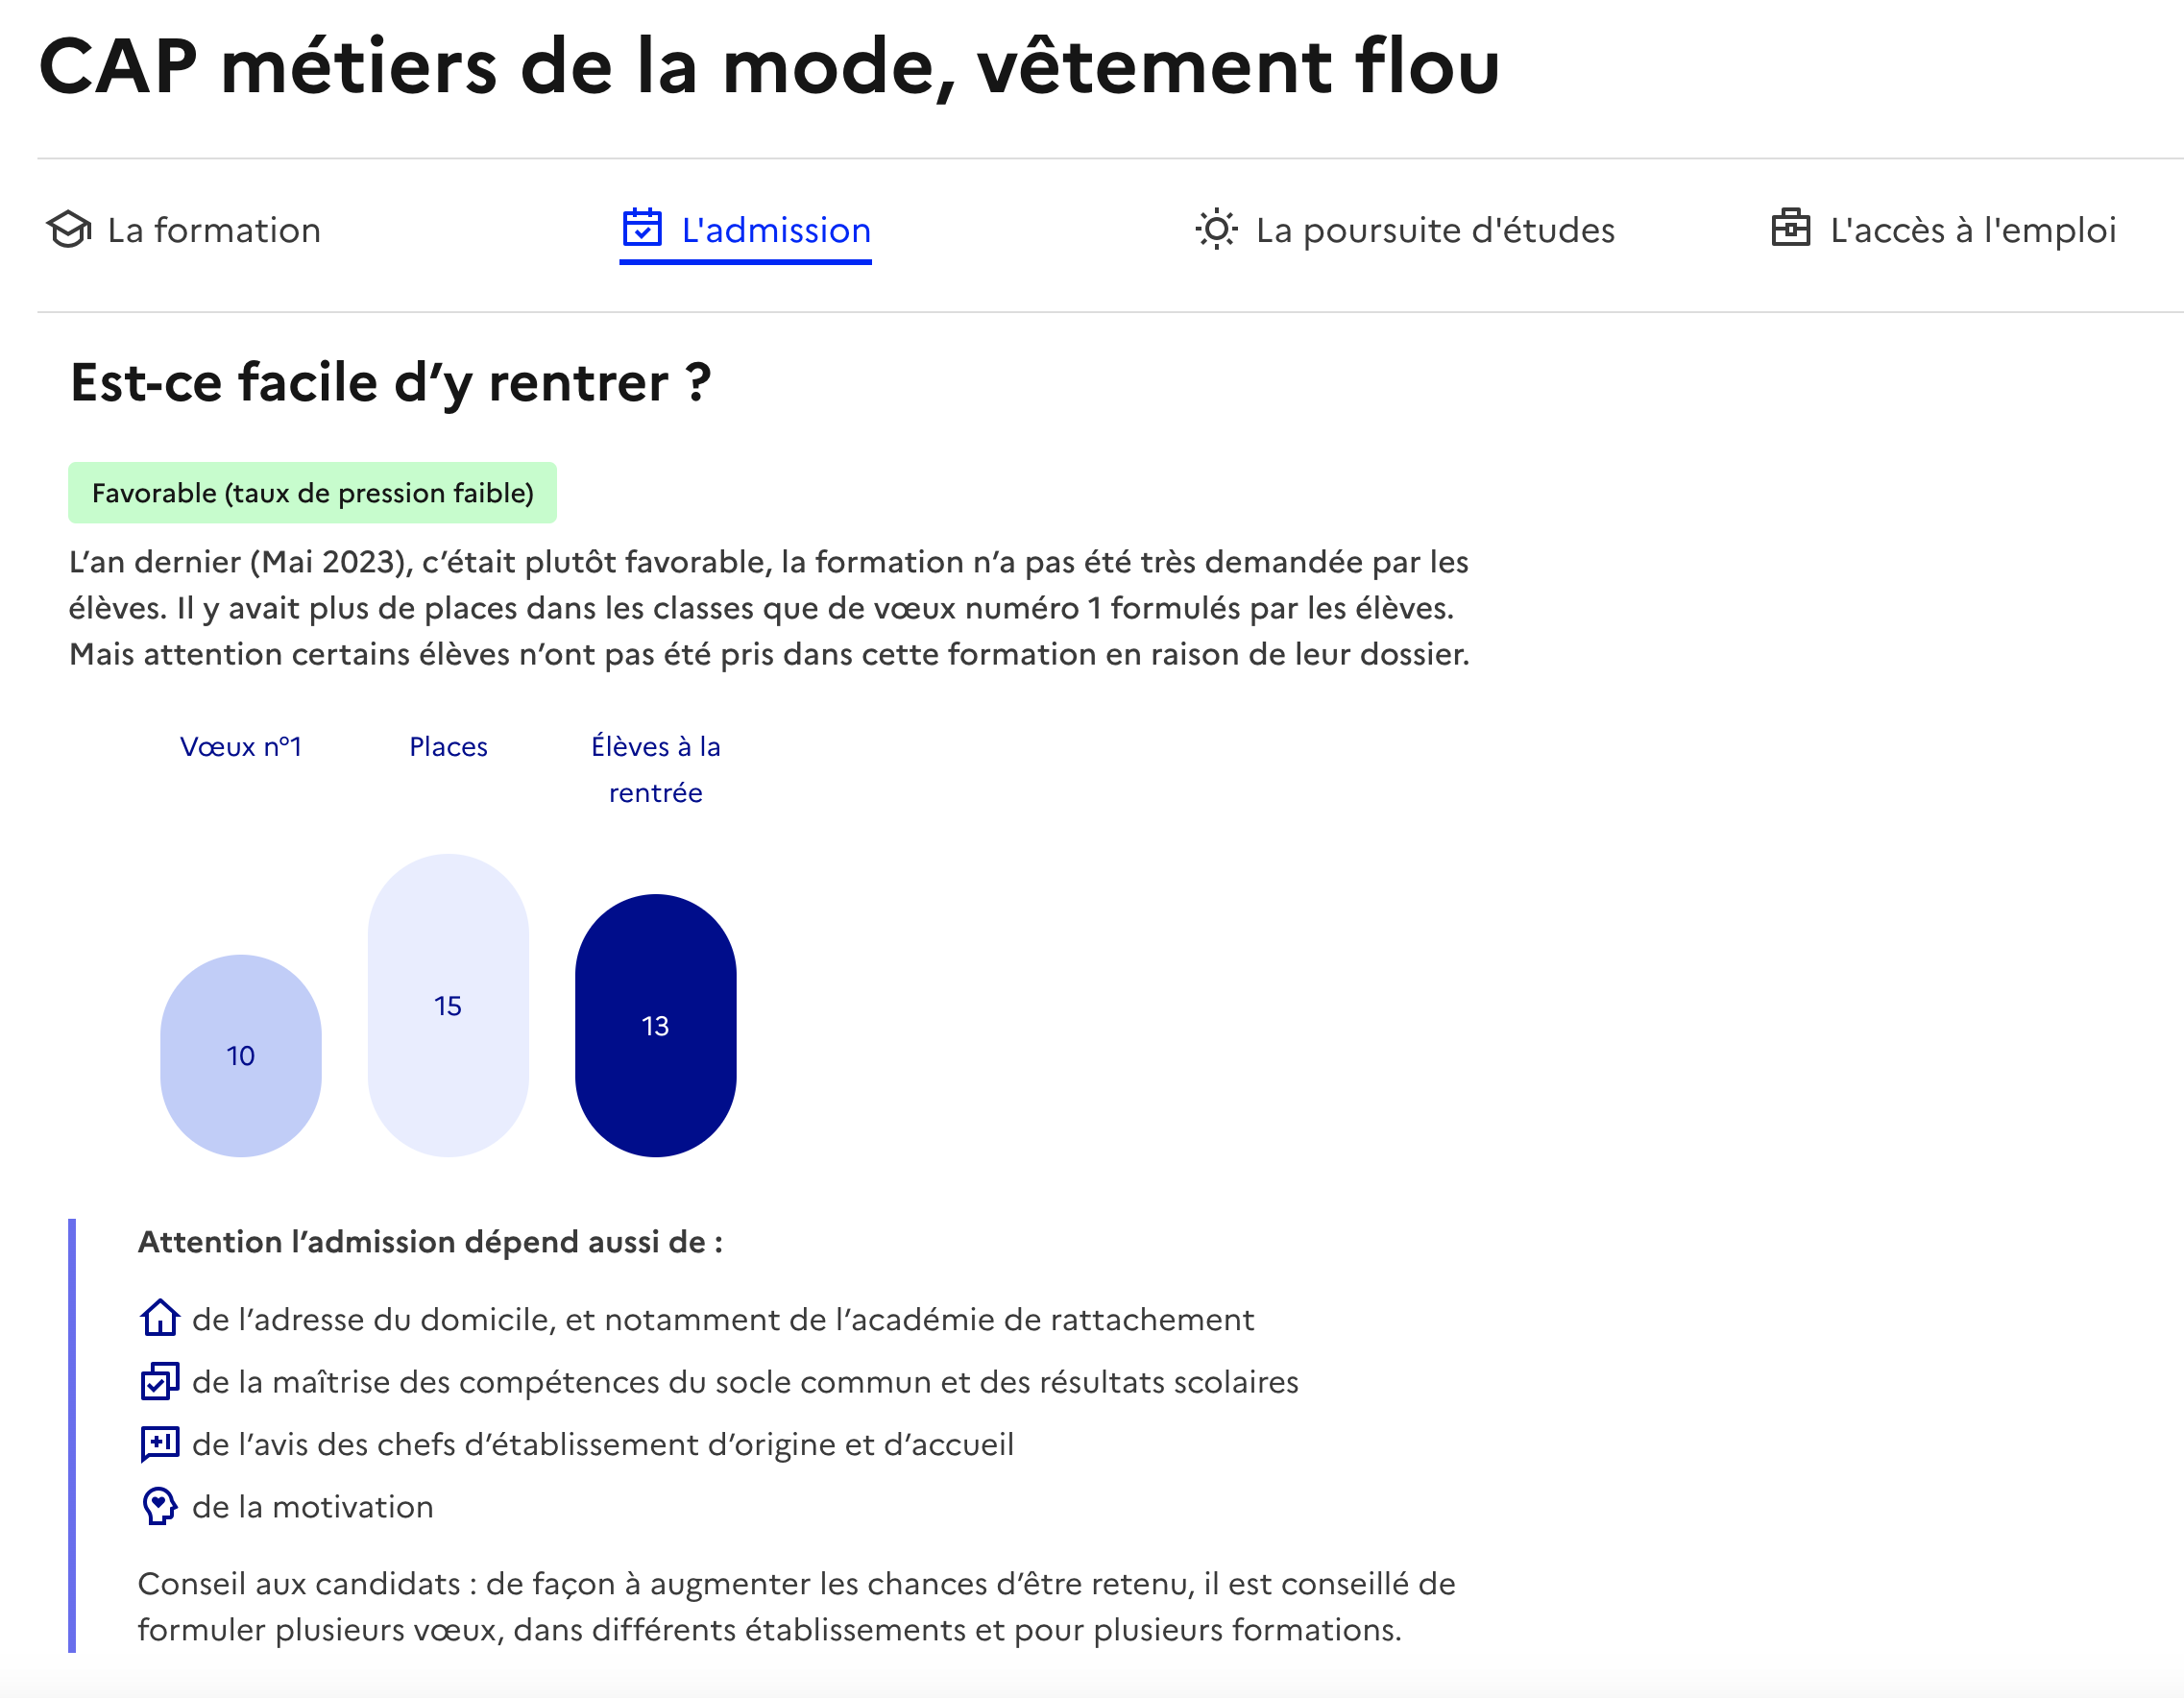 CAP métiers de la mode, vêtement flou
La formation
L'admission
La poursuite d'études
L'accès à l'emploi
Est-ce facile d’y rentrer ?
Favorable (taux de pression faible)
L’an dernier (Mai 2023), c’était plutôt favorable, la formation n’a pas été très demandée par les
élèves. Il y avait plus de places dans les classes que de vœux numéro 1 formulés par les élèves.
Mais attention certains élèves n’ont pas été pris dans cette formation en raison de leur dossier.
Vœux n°1
Places
Élèves à la
rentrée
10
15
13
Attention l’admission dépend aussi de :
de l’adresse du domicile, et notamment de l’académie de rattachement
de la maîtrise des compétences du socle commun et des résultats scolaires
de l’avis des chefs d’établissement d’origine et d’accueil
de la motivation
Conseil aux candidats : de façon à augmenter les chances d’être retenu, il est conseillé de
formuler plusieurs vœux, dans différents établissements et pour plusieurs formations.